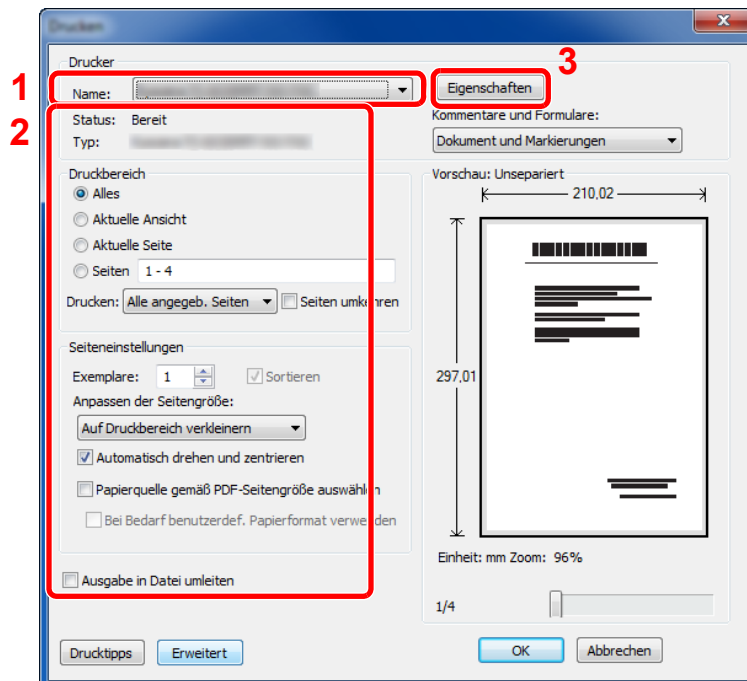 Drucken
Drucker
1
Name:
Eigenschaften
3
2
Status: Bereit
Typ:
Kommentare und Formulare:
Dokument und Markierungen
Druckbereich
Alles
Aktuelle Ansicht
Aktuelle Seite
Seiten 1 - 4
Drucken: Alle angegeb. Seiten Seiten umkehren
Seiteneinstellungen
Exemplare: 1 Sortieren
Anpassen der Seitengröße:
Auf Druckbereich verkleinern
Automatisch drehen und zentrieren
Papierquelle gemäß PDF-Seitengröße auswählen
Bei Bedarf benutzerdef. Papierformat verwenden
Ausgabe in Datei umleiten
Vorschau: Unsepariert
210,02
297,01
Einheit: mm Zoom: 96%
1/4
Drucktipps
Erweitert
OK
Abbrechen